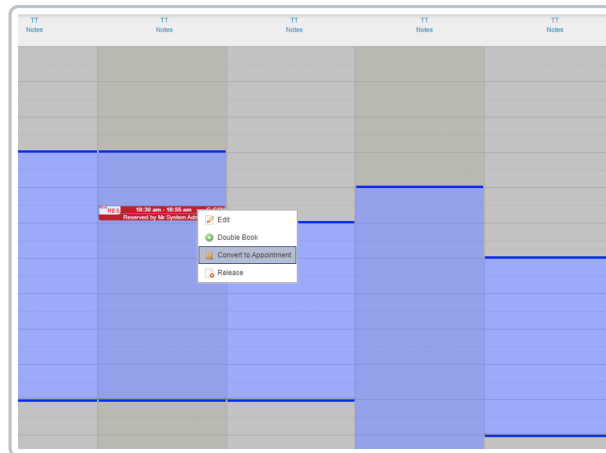 TT TT TT TT TT
Notes Notes Notes Notes Notes
RES 10:30 am - 10:55 am
Reserved by Mr System
Edit
Double Book
Convert to Appointment
Release